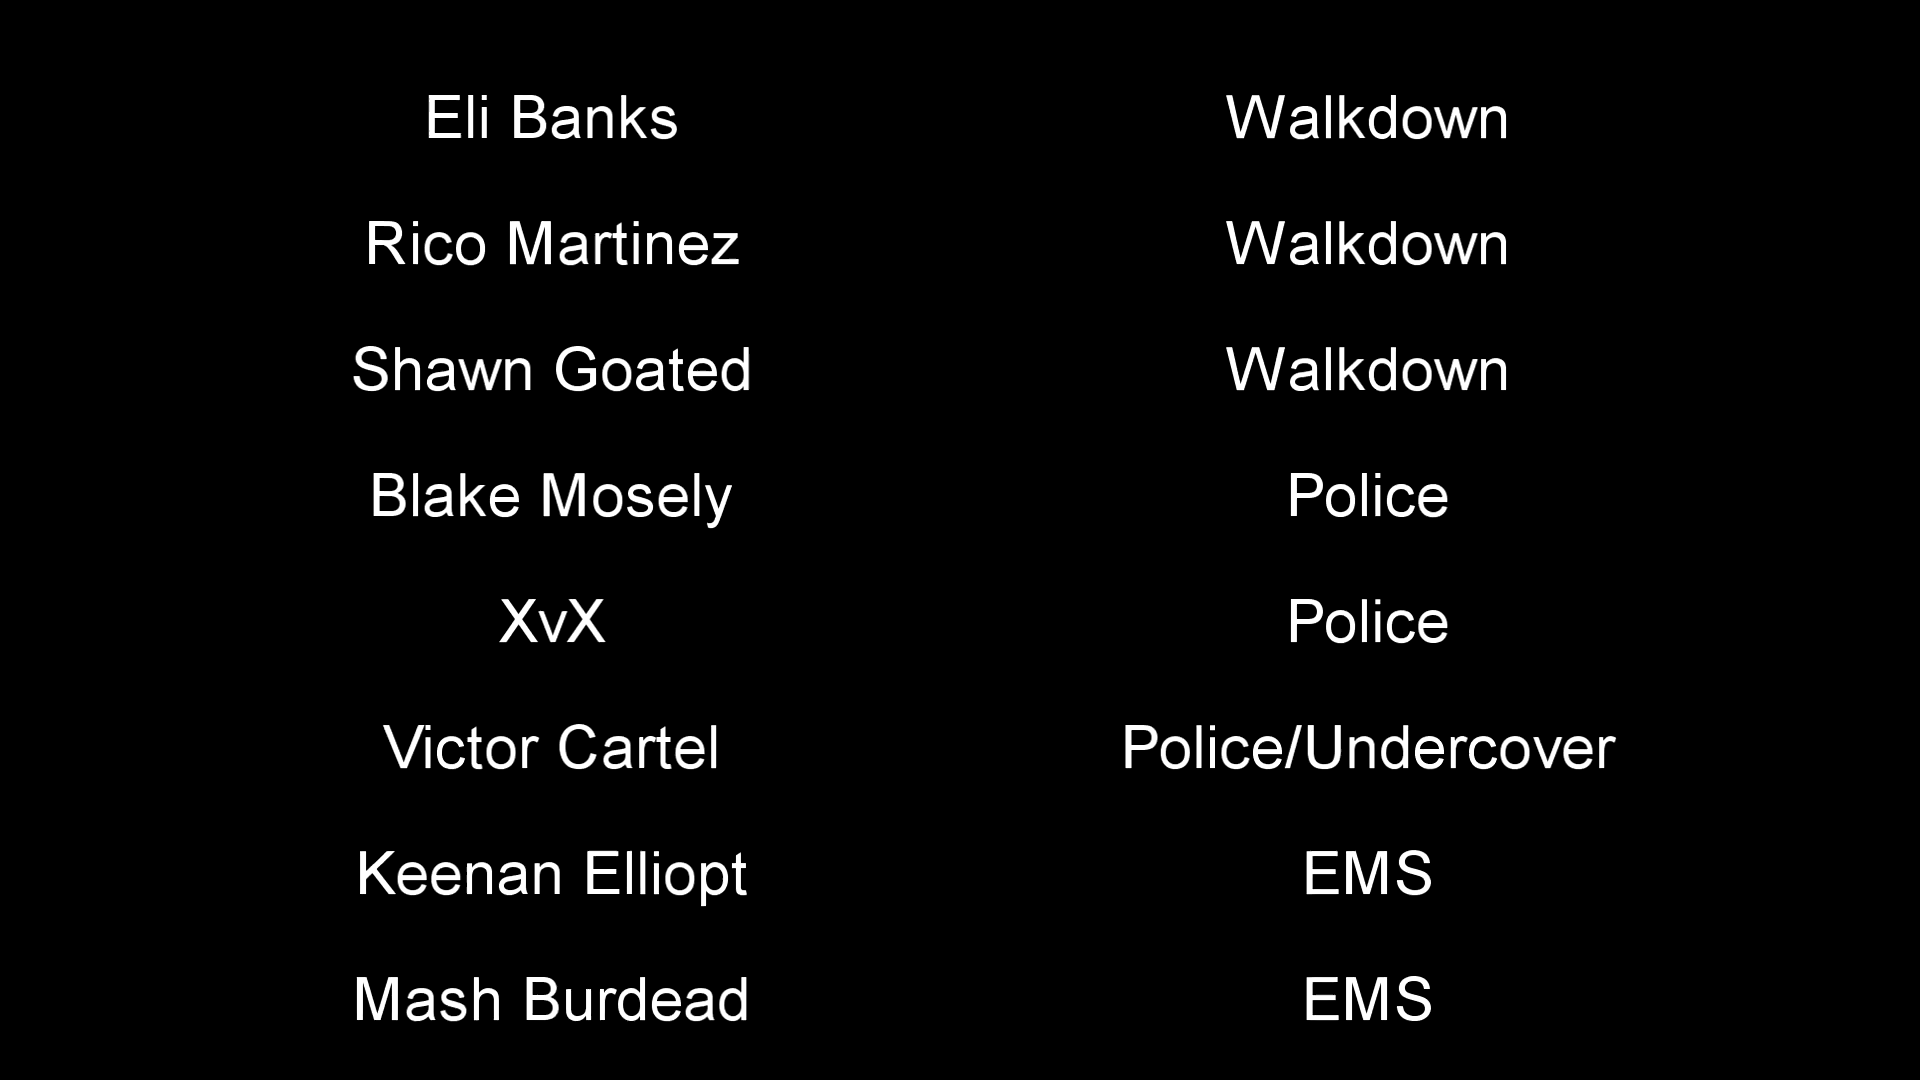 Eli Banks Walkdown
Rico Martinez Walkdown
Shawn Goated Walkdown
Blake Mosely Police
XvX Police
Victor Cartel Police/Undercover
Keenan Elliopt EMS
Mash Burdead EMS